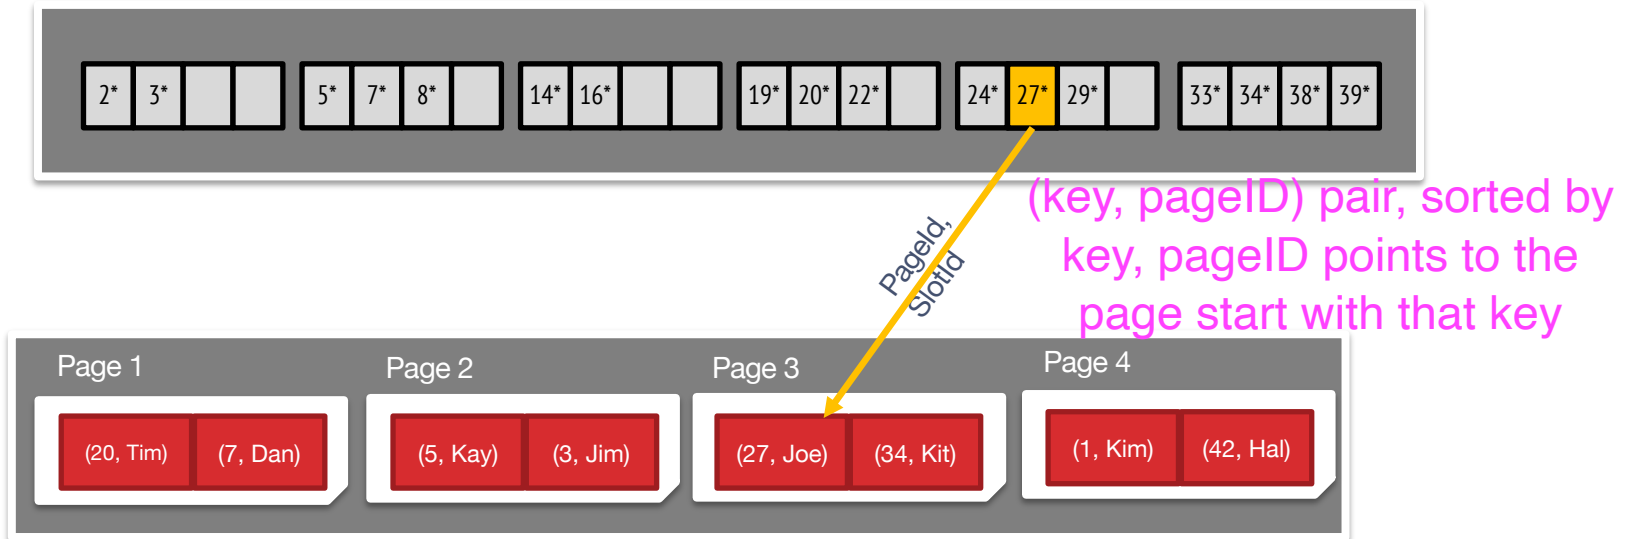 2* 3* 5* 7* 8* 14* 16* 19* 20* 22* 24* 27* 29* 33* 34* 38* 39*
(key, pageID) pair, sorted by
key, pageID points to the
page start with that key
PageId,
SlotId
Page 1 Page 2 Page 3 Page 4
(20, Tim) (7, Dan) (5, Kay) (3, Jim) (27, Joe) (34, Kit) (1, Kim) (42, Hal)